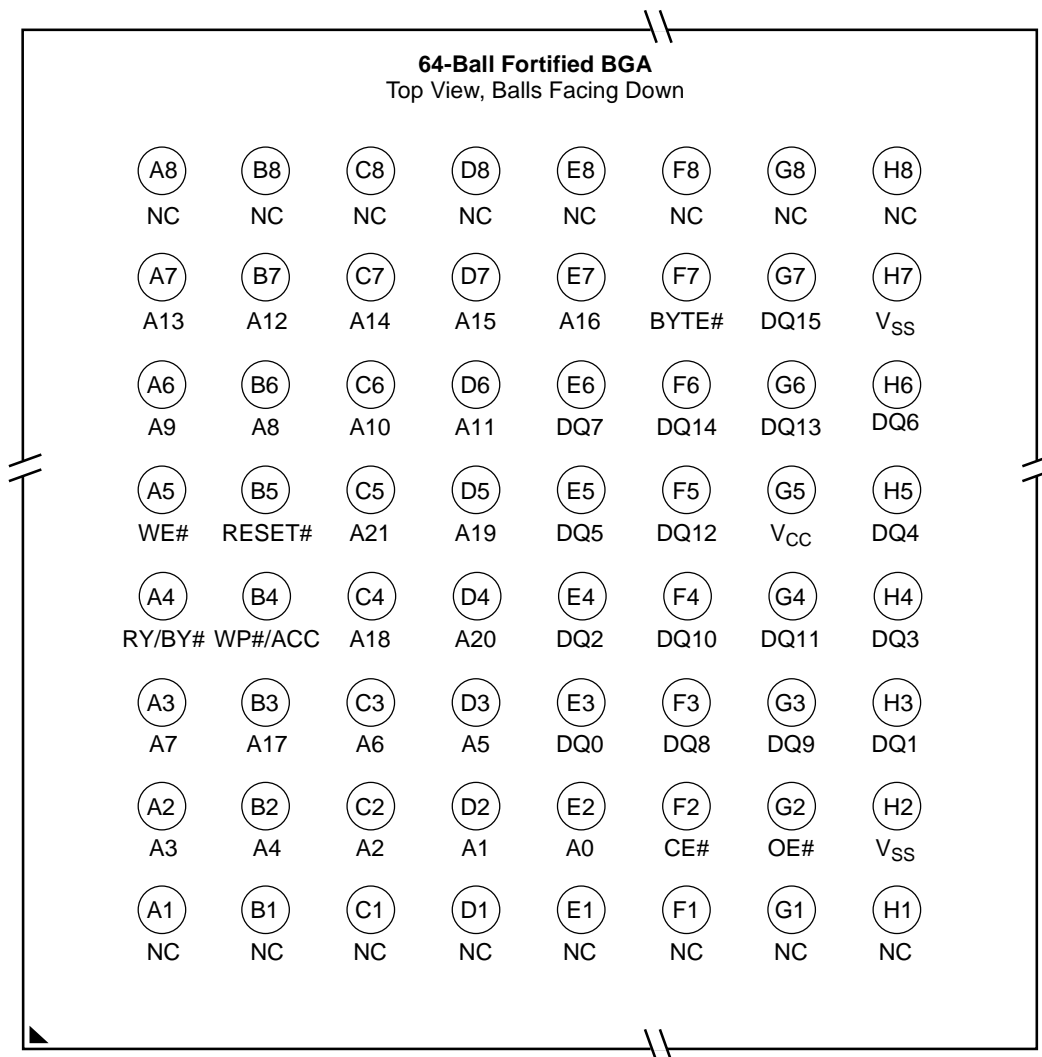 64-Ball Fortified BGA
Top View, Balls Facing Down
A8 B8 C8 D8 E8 F8 G8 H8
NC NC NC NC NC NC NC NC
A7 B7 C7 D7 E7 F7 G7 H7
A13 A12 A14 A15 A16 BYTE# DQ15 VSS
A6 B6 C6 D6 E6 F6 G6 H6
A9 A8 A10 A11 DQ7 DQ14 DQ13 DQ6
A5 B5 C5 D5 E5 F5 G5 H5
WE# RESET# A21 A19 DQ5 DQ12 VCC DQ4
A4 B4 C4 D4 E4 F4 G4 H4
RY/BY# WP#/ACC A18 A20 DQ2 DQ10 DQ11 DQ3
A3 B3 C3 D3 E3 F3 G3 H3
A7 A17 A6 A5 DQ0 DQ8 DQ9 DQ1
A2 B2 C2 D2 E2 F2 G2 H2
A3 A4 A2 A1 A0 CE# OE# VSS
A1 B1 C1 D1 E1 F1 G1 H1
NC NC NC NC NC NC NC NC